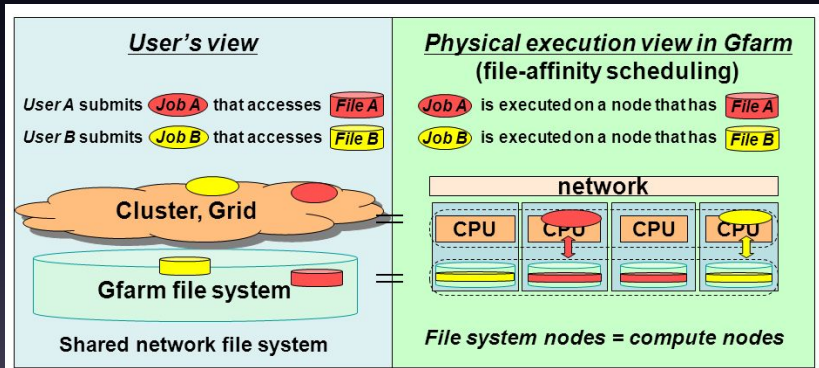 User's view
User A submits Job A that accesses File A
User B submits Job B that accesses File B
Cluster, Grid
Gfarm file system
Shared network file system
Physical execution view in Gfarm
(file-affinity scheduling)
Job A is executed on a node that has File A
Job B is executed on a node that has File B
network
CPU CPU CPU CPU
File system nodes = compute nodes